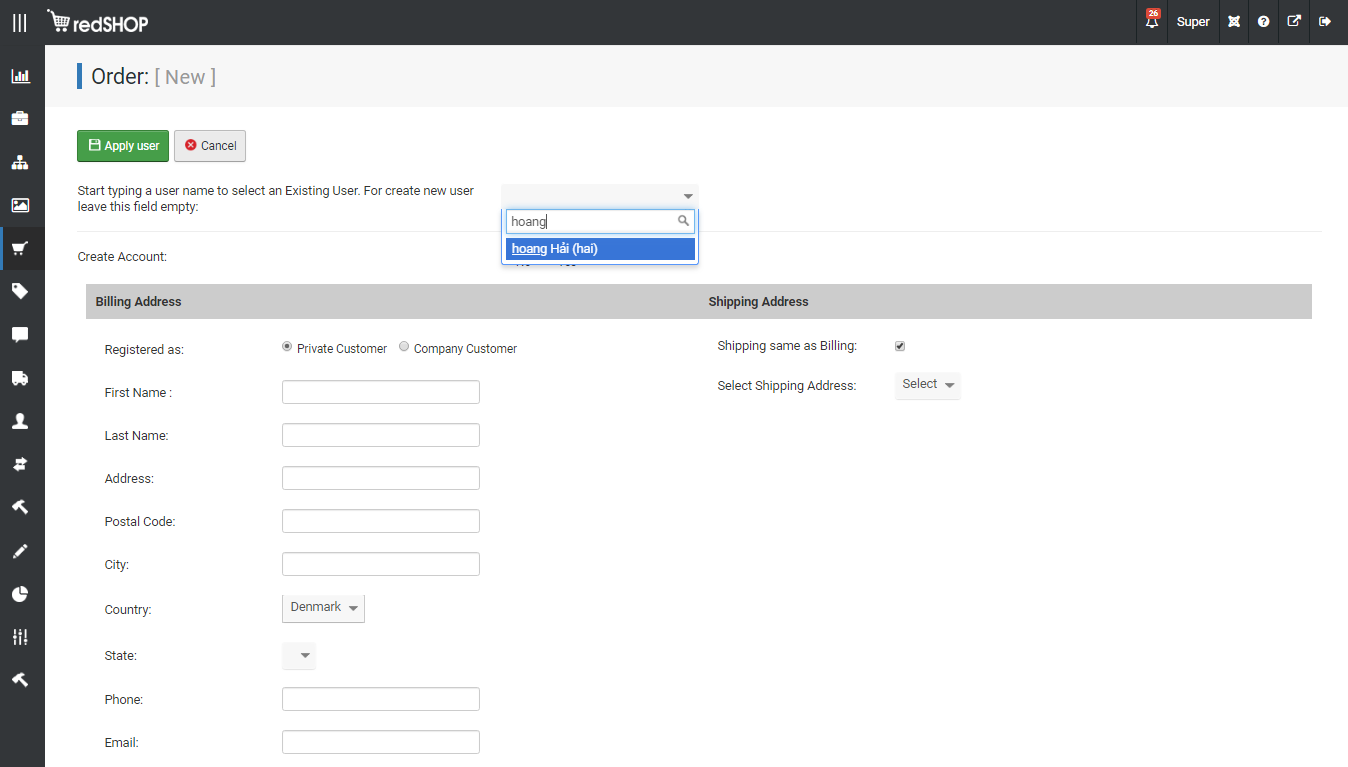 redSHOP
26
Super
Order: [ New ]
Apply user
Cancel
Start typing a user name to select an Existing User. For create new user
leave this field empty:
hoang
hoang Hải (hai)
Create Account:
Billing Address
Shipping Address
Registered as:
Private Customer
Company Customer
Shipping same as Billing:
First Name :
Select Shipping Address:
Select
Last Name:
Address:
Postal Code:
City:
Country:
Denmark
State:
Phone:
Email: